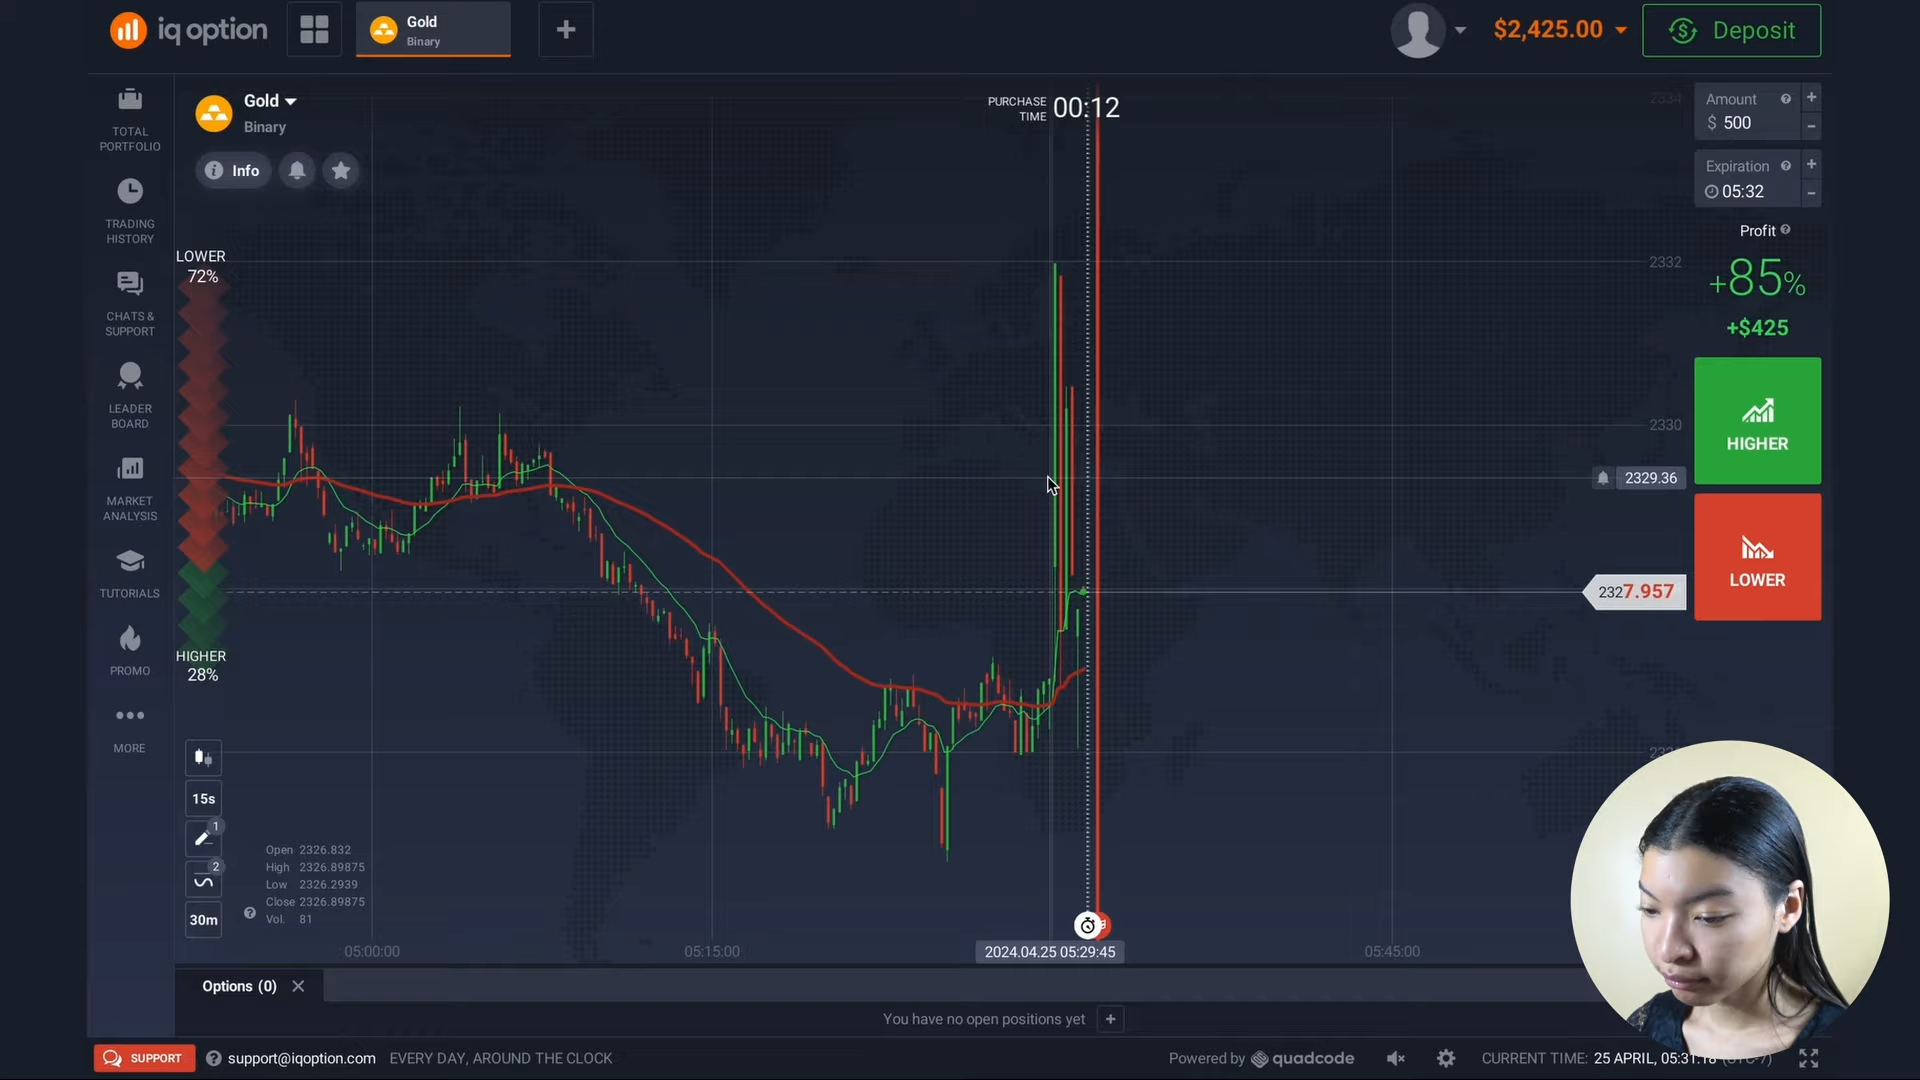 iq option
Gold
Binary
+
$2,425.00
Deposit
TOTAL
PORTFOLIO
TRADING
HISTORY
CHATS &
SUPPORT
LEADER
BOARD
MARKET
ANALYSIS
TUTORIALS
PROMO
MORE
Gold
Binary
Info
LOWER
72%
HIGHER
28%
15s
1
2
30m
Open 2326.832
High 2326.89875
Low 2326.2939
Close 2326.89875
Vol. 81
PURCHASE
TIME
00:12
2334
2332
2330
2329.36
2327.957
05:00:00
05:15:00
2024.04.25 05:29:45
05:45:00
Amount
$ 500
Expiration
05:32
Profit
+85%
+$425
HIGHER
LOWER
Options (0)
You have no open positions yet
+
SUPPORT
support@iqoption.com
EVERY DAY, AROUND THE CLOCK
Powered by quadcode
CURRENT TIME: 25 APRIL, 05:31:18 (UTC-7)